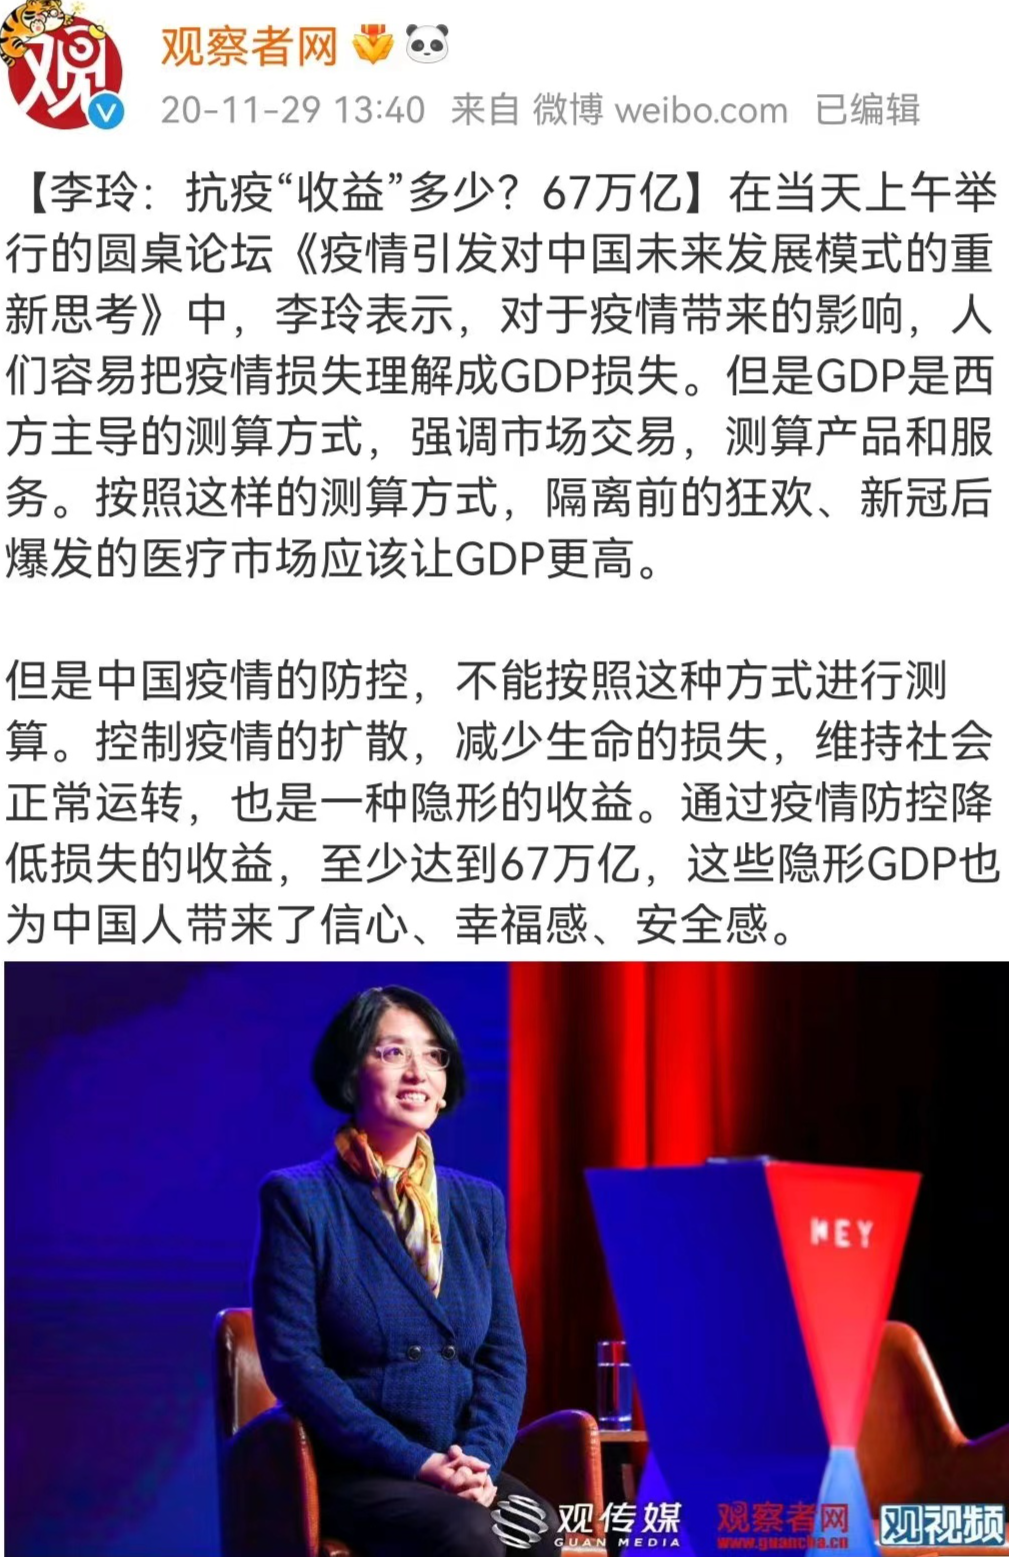 观
观察者网
20-11-29 13:40 来自 微博 weibo.com 已编辑
【李玲：抗疫“收益”多少？67万亿】在当天上午举
行的圆桌论坛《疫情引发对中国未来发展模式的重
新思考》中，李玲表示，对于疫情带来的影响，人
们容易把疫情损失理解成GDP损失。但是GDP是西
方主导的测算方式，强调市场交易，测算产品和服
务。按照这样的测算方式，隔离前的狂欢、新冠后
爆发的医疗市场应该让GDP更高。
但是中国疫情的防控，不能按照这种方式进行测
算。控制疫情的扩散，减少生命的损失，维持社会
正常运转，也是一种隐形的收益。通过疫情防控降
低损失的收益，至少达到67万亿，这些隐形GDP也
为中国人带来了信心、幸福感、安全感。
HEY
观传媒
GUAN MEDIA
观察者网
www.guancha.cn
观视频